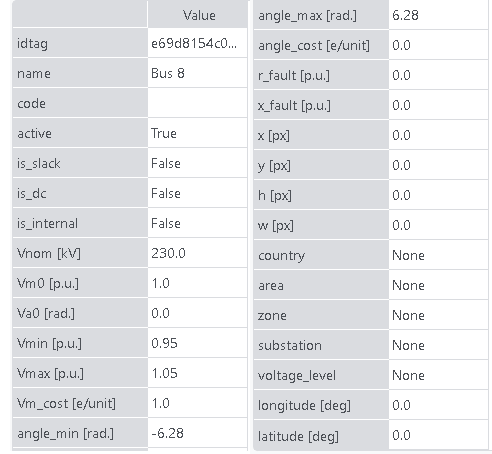 Value
idtag e69d8154c0...
name Bus 8
code
active True
is_slack False
is_dc False
is_internal False
Vnom [kV] 230.0
Vm0 [p.u.] 1.0
Va0 [rad.] 0.0
Vmin [p.u.] 0.95
Vmax [p.u.] 1.05
Vm_cost [e/unit] 1.0
angle_min [rad.] -6.28
angle_max [rad.] 6.28
angle_cost [e/unit] 0.0
r_fault [p.u.] 0.0
x_fault [p.u.] 0.0
x [px] 0.0
y [px] 0.0
h [px] 0.0
w [px] 0.0
country None
area None
zone None
substation None
voltage_level None
longitude [deg] 0.0
latitude [deg] 0.0